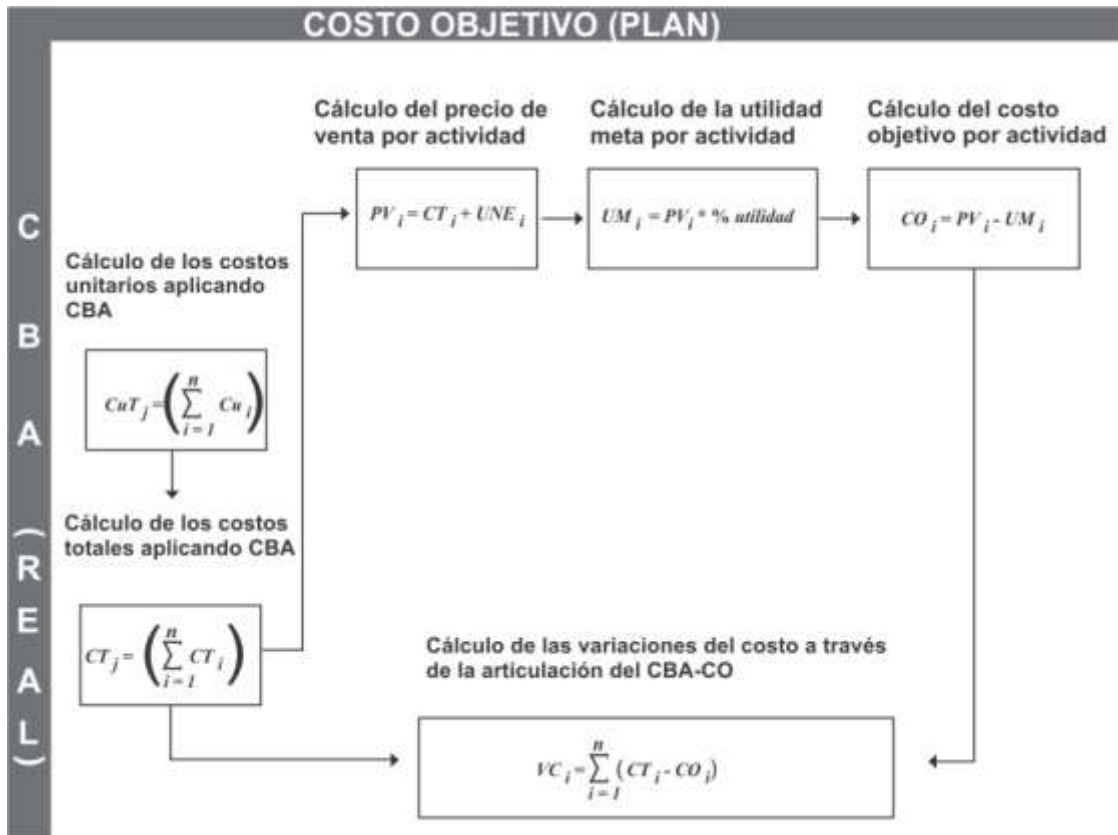 COSTO OBJETIVO (PLAN)
CBA (REAL)
Cálculo del precio de
venta por actividad
PV i = CT i + UNE i
Cálculo de la utilidad
meta por actividad
UM i = PV i * % utilidad
Cálculo del costo
objetivo por actividad
CO i = PV i - UM i
Cálculo de los costos
unitarios aplicando
CBA
CuT j = ( n ∑ i = 1 Cu i )
Cálculo de los costos
totales aplicando CBA
CT j = ( n ∑ i = 1 CT i )
Cálculo de las variaciones del costo a través
de la articulación del CBA-CO
VC i = n ∑ i = 1 ( CT i - CO i )